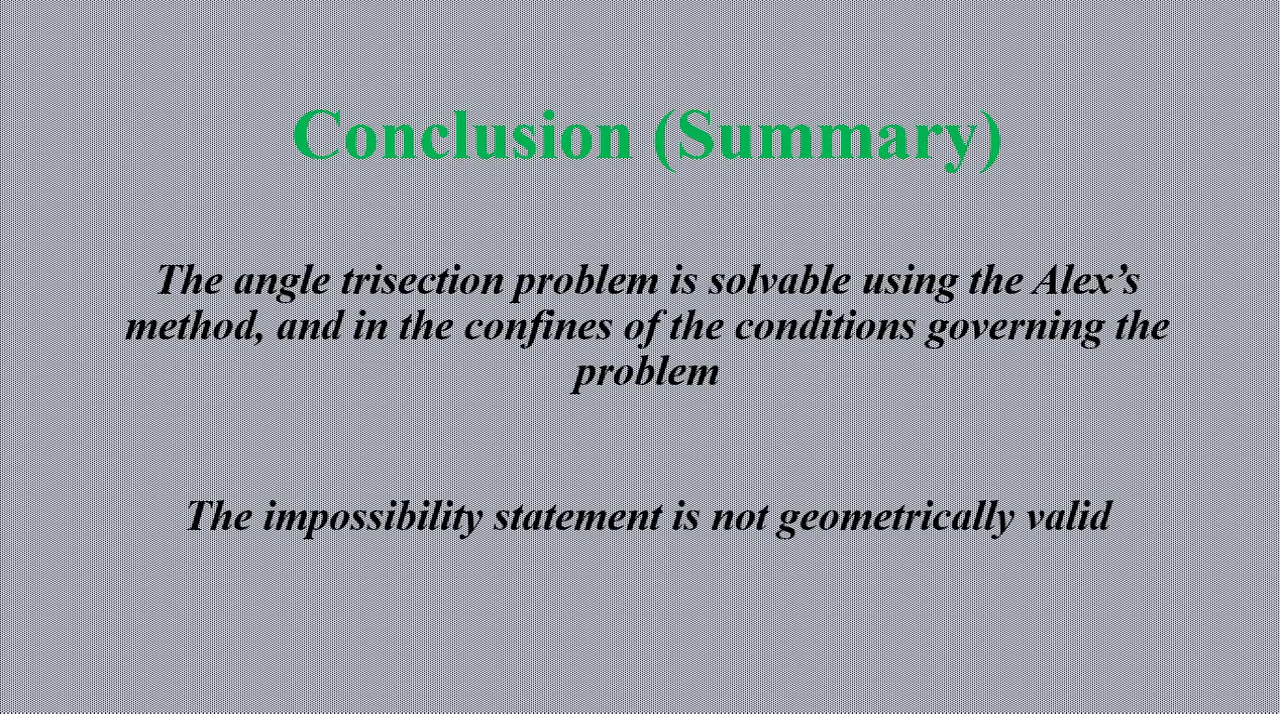 Conclusion (Summary)
The angle trisection problem is solvable using the Alex’s
method, and in the confines of the conditions governing the
problem
The impossibility statement is not geometrically valid